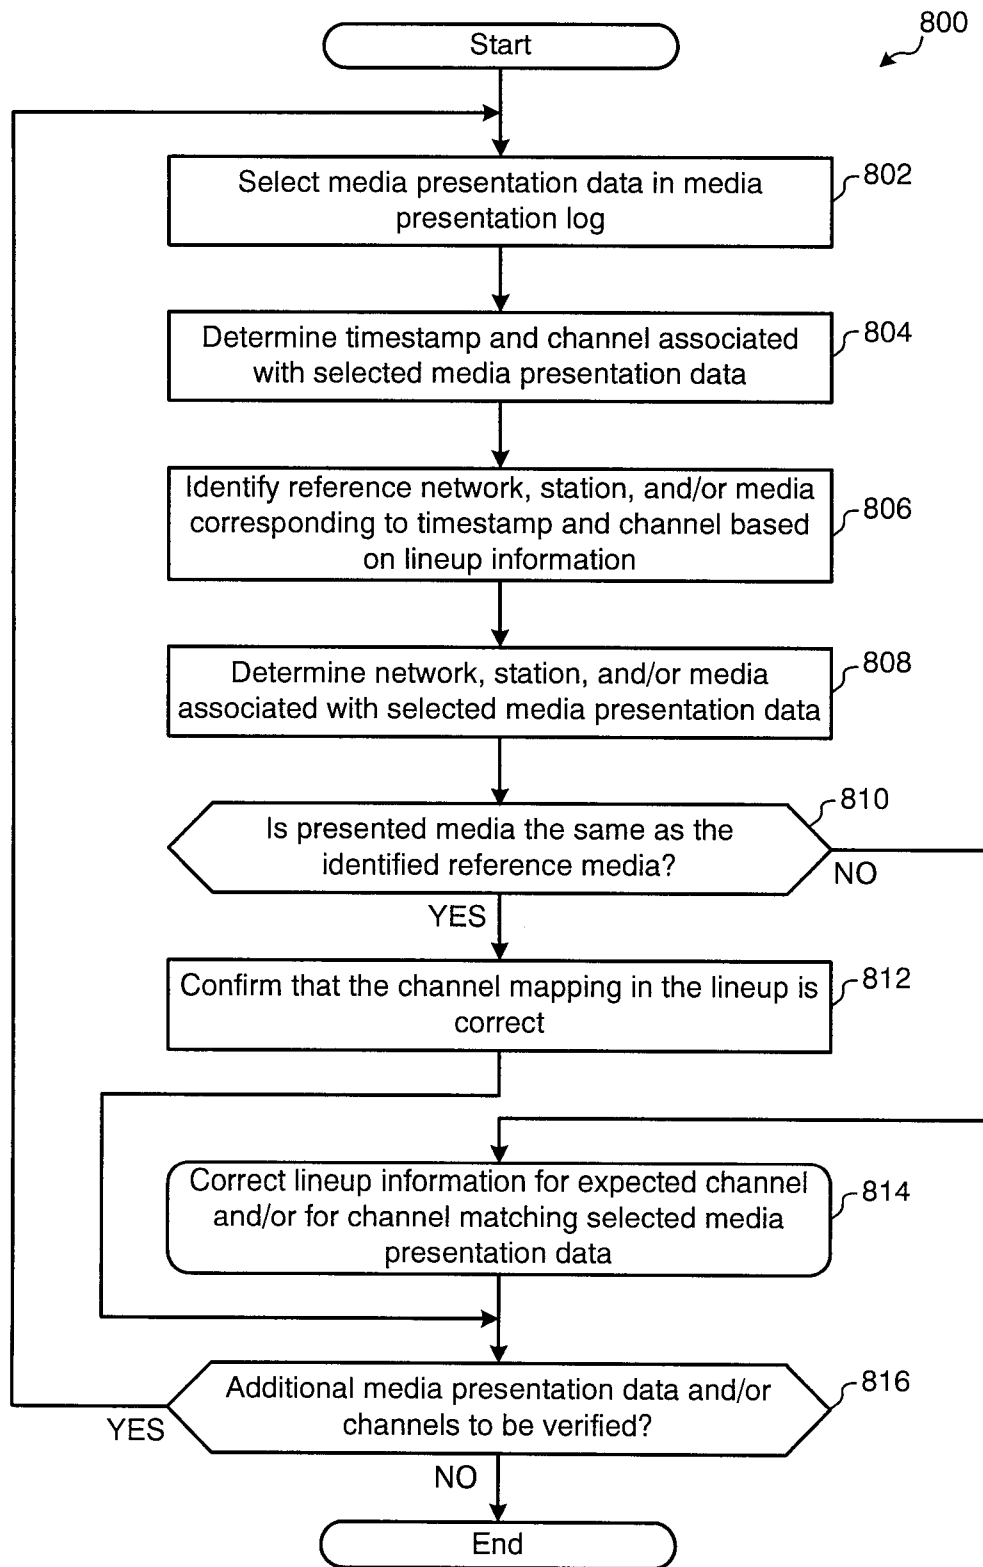 800
Start
Select media presentation data in media
presentation log
802
Determine timestamp and channel associated
with selected media presentation data
804
Identify reference network, station, and/or media
corresponding to timestamp and channel based
on lineup information
806
Determine network, station, and/or media
associated with selected media presentation data
808
Is presented media the same as the
identified reference media?
810
NO
YES
Confirm that the channel mapping in the lineup is
correct
812
Correct lineup information for expected channel
and/or for channel matching selected media
presentation data
814
Additional media presentation data and/or
channels to be verified?
816
YES
NO
End